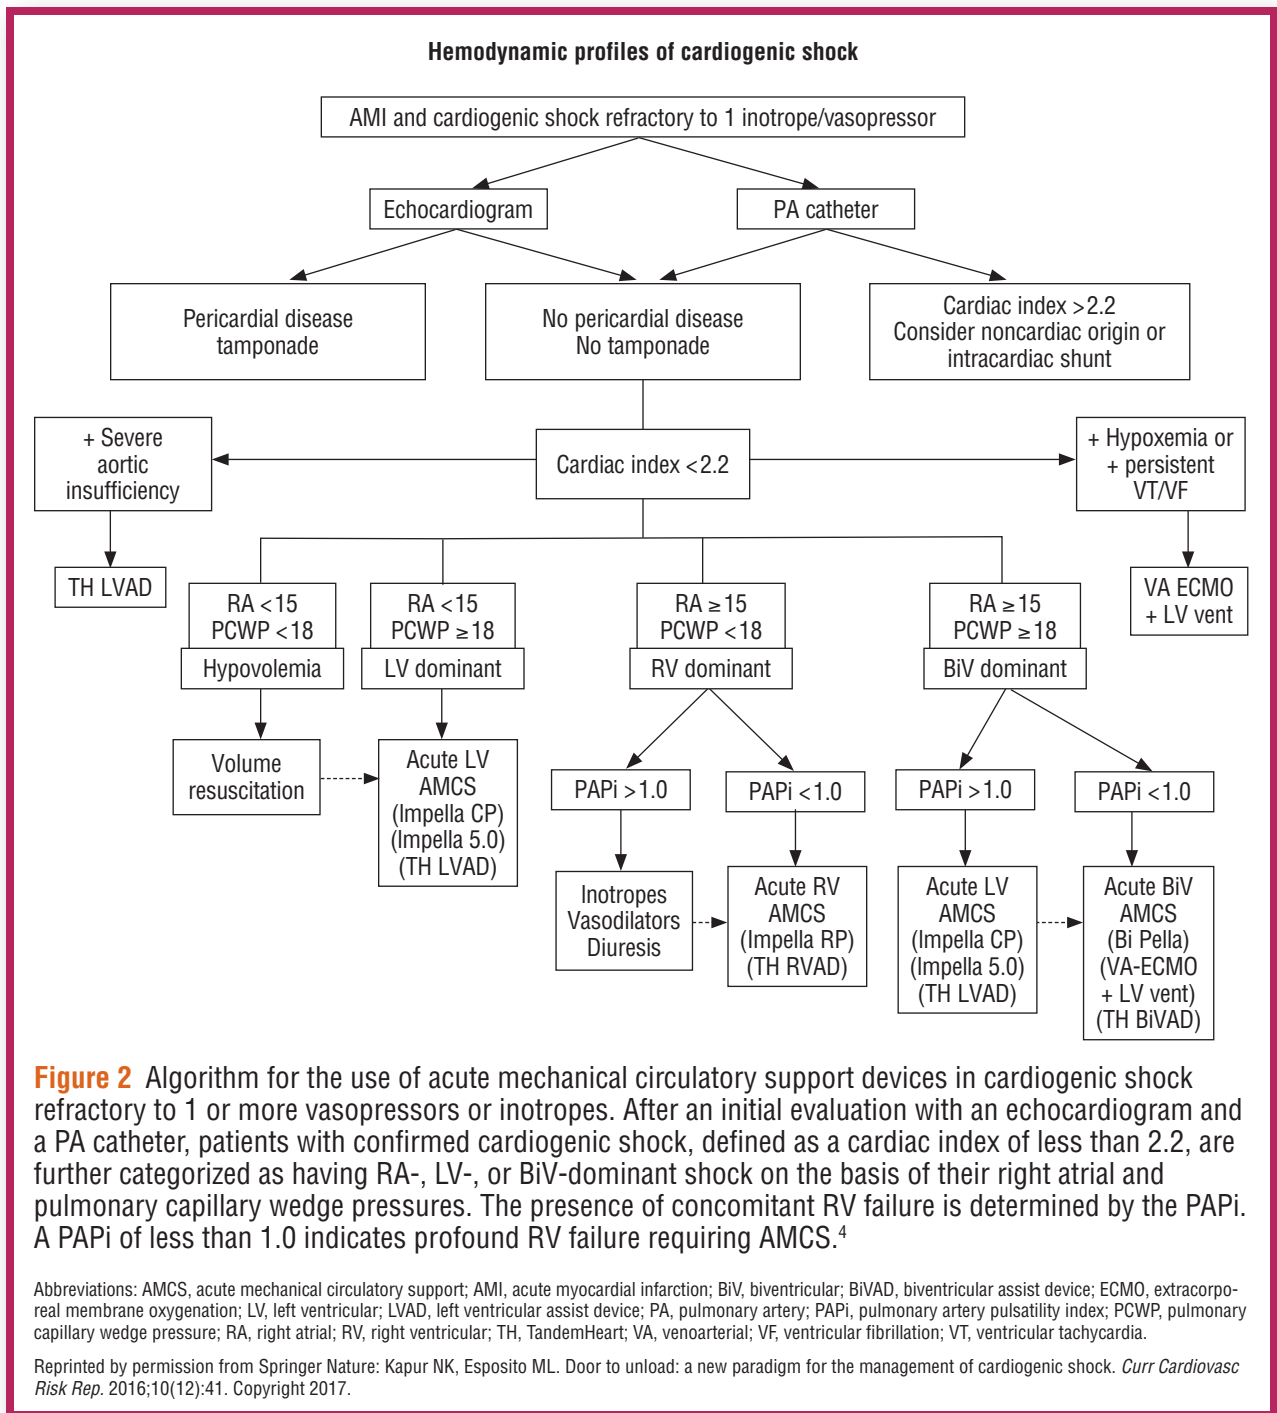 Hemodynamic profiles of cardiogenic shock
AMI and cardiogenic shock refractory to 1 inotrope/vasopressor
Echocardiogram
PA catheter
Pericardial disease
tamponade
No pericardial disease
No tamponade
Cardiac index >2.2
Consider noncardiac origin or
intracardiac shunt
+ Severe
aortic
insufficiency
Cardiac index <2.2
+ Hypoxemia or
+ persistent
VT/VF
TH LVAD
VA ECMO
+ LV vent
RA <15
PCWP <18
Hypovolemia
RA <15
PCWP ≥18
LV dominant
RA ≥15
PCWP <18
RV dominant
RA ≥15
PCWP ≥18
BiV dominant
Volume
resuscitation
Acute LV
AMCS
(Impella CP)
(Impella 5.0)
(TH LVAD)
PAPi >1.0
PAPi <1.0
PAPi >1.0
PAPi <1.0
Inotropes
Vasodilators
Diuresis
Acute RV
AMCS
(Impella RP)
(TH RVAD)
Acute LV
AMCS
(Impella CP)
(Impella 5.0)
(TH LVAD)
Acute BiV
AMCS
(Bi Pella)
(VA-ECMO
+ LV vent)
(TH BiVAD)
Figure 2 Algorithm for the use of acute mechanical circulatory support devices in cardiogenic shock
refractory to 1 or more vasopressors or inotropes. After an initial evaluation with an echocardiogram and
a PA catheter, patients with confirmed cardiogenic shock, defined as a cardiac index of less than 2.2, are
further categorized as having RA-, LV-, or BiV-dominant shock on the basis of their right atrial and
pulmonary capillary wedge pressures. The presence of concomitant RV failure is determined by the PAPi.
A PAPi of less than 1.0 indicates profound RV failure requiring AMCS.⁴
Abbreviations: AMCS, acute mechanical circulatory support; AMI, acute myocardial infarction; BiV, biventricular; BiVAD, biventricular assist device; ECMO, extracorpo-
real membrane oxygenation; LV, left ventricular; LVAD, left ventricular assist device; PA, pulmonary artery; PAPi, pulmonary artery pulsatility index; PCWP, pulmonary
capillary wedge pressure; RA, right atrial; RV, right ventricular; TH, TandemHeart; VA, venoarterial; VF, ventricular fibrillation; VT, ventricular tachycardia.
Reprinted by permission from Springer Nature: Kapur NK, Esposito ML. Door to unload: a new paradigm for the management of cardiogenic shock. Curr Cardiovasc
Risk Rep. 2016;10(12):41. Copyright 2017.